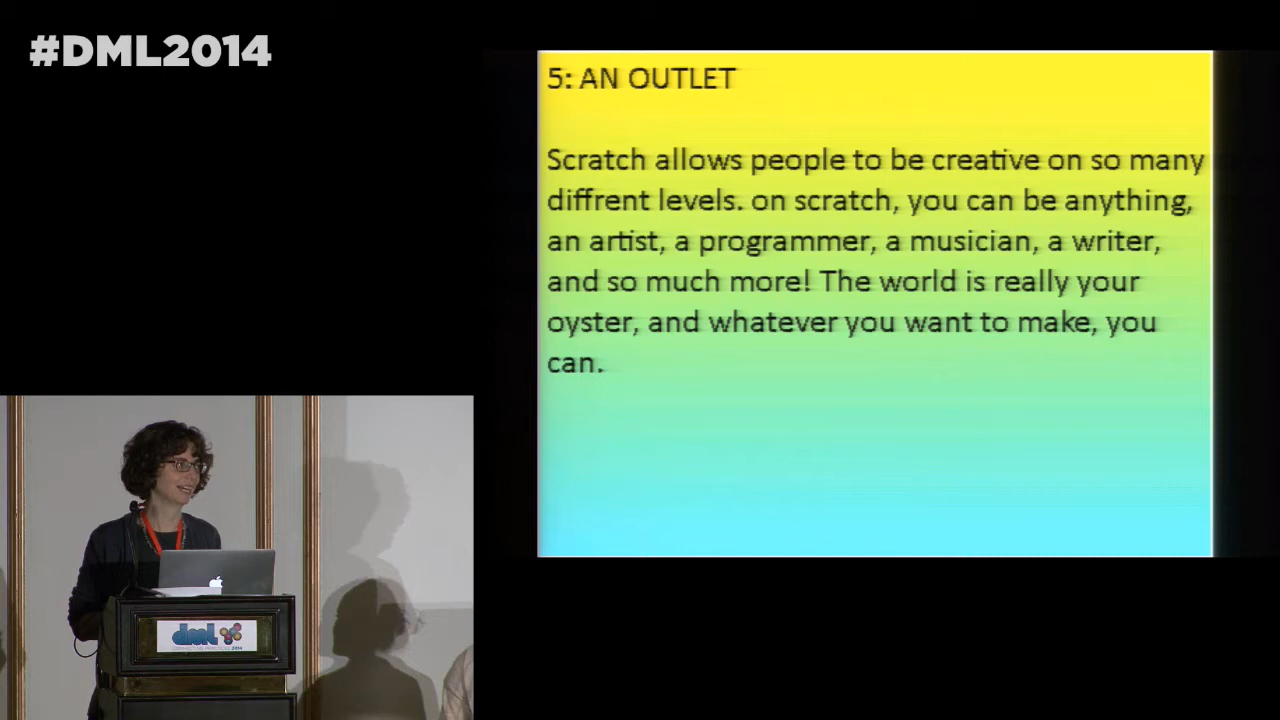 #DML2014
5: AN OUTLET
Scratch allows people to be creative on so many
diffrent levels. on scratch, you can be anything,
an artist, a programmer, a musician, a writer,
and so much more! The world is really your
oyster, and whatever you want to make, you
can.
dml